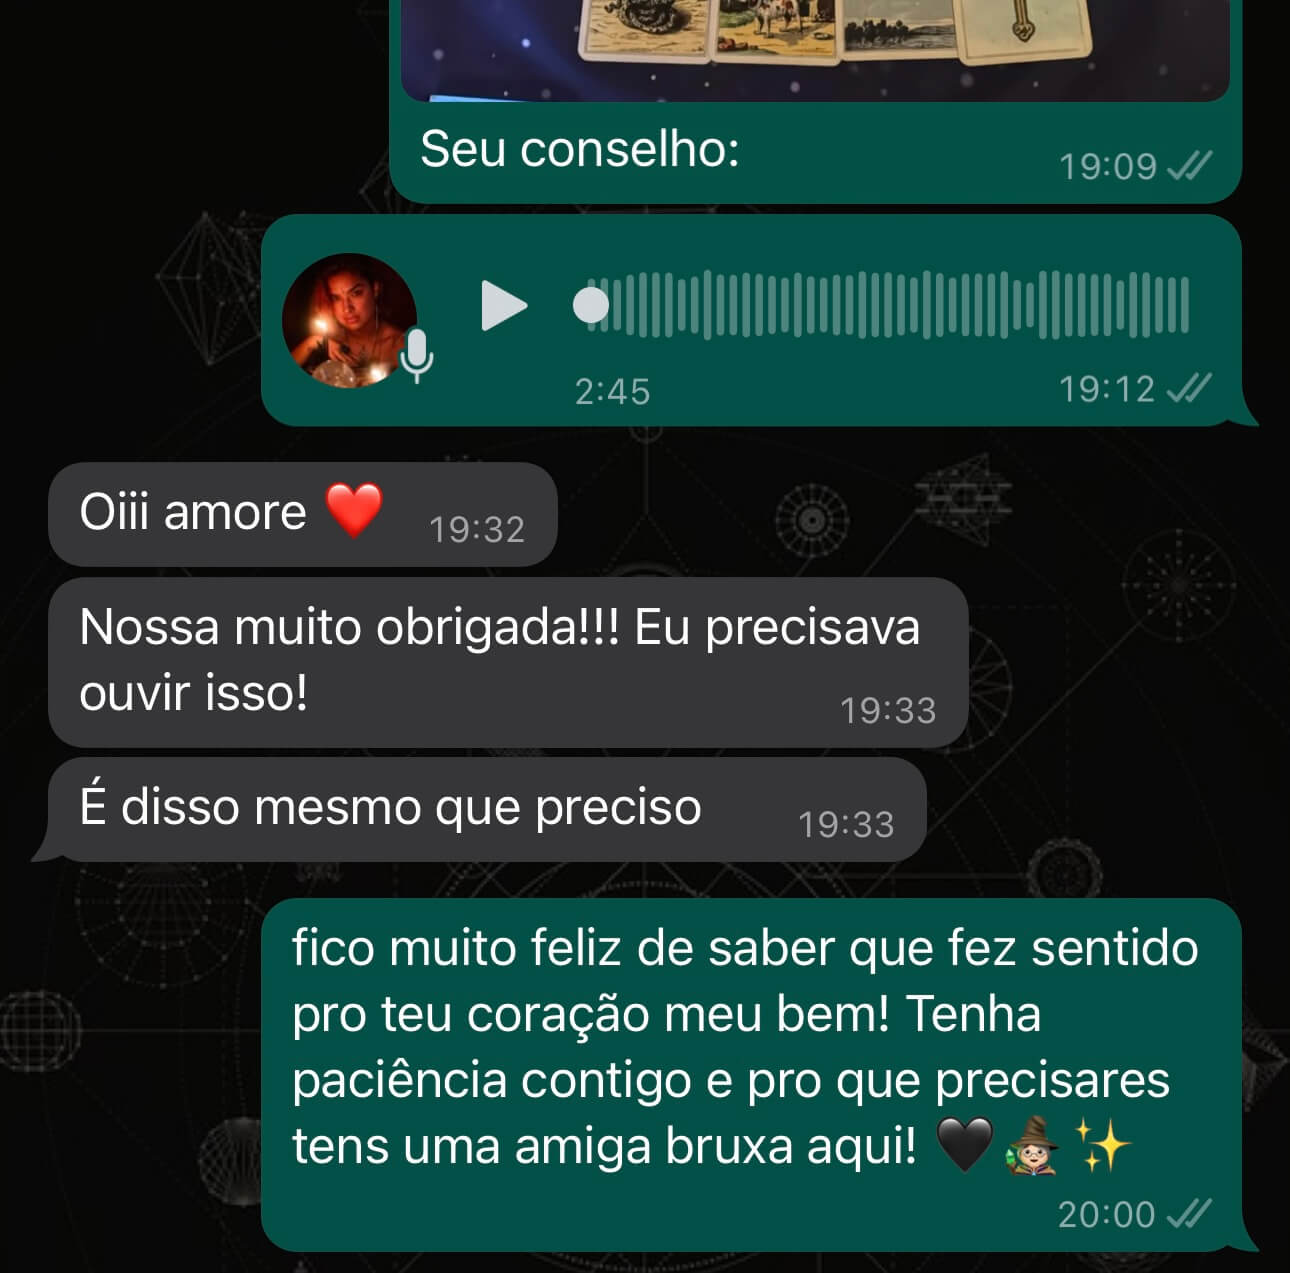 Seu conselho:
19:09
2:45
19:12
Oiii amore ❤️
19:32
Nossa muito obrigada!!! Eu precisava
ouvir isso!
19:33
É disso mesmo que preciso
19:33
fico muito feliz de saber que fez sentido
pro teu coração meu bem! Tenha
paciência contigo e pro que precisares
tens uma amiga bruxa aqui! 🖤🧙🏼✨
20:00